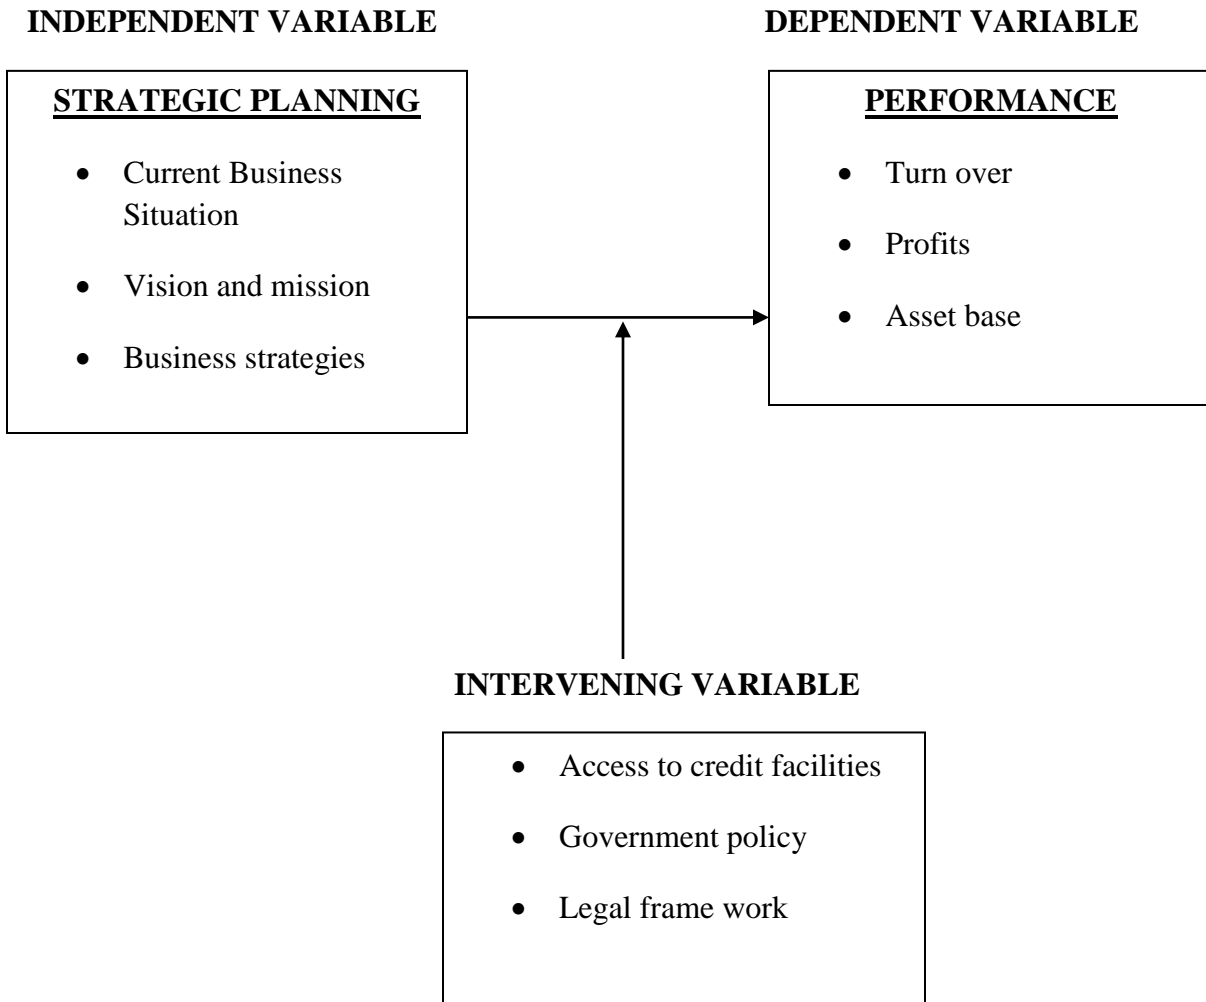 INDEPENDENT VARIABLE
DEPENDENT VARIABLE
STRATEGIC PLANNING
• Current Business
Situation
• Vision and mission
• Business strategies
PERFORMANCE
• Turn over
• Profits
• Asset base
INTERVENING VARIABLE
• Access to credit facilities
• Government policy
• Legal frame work